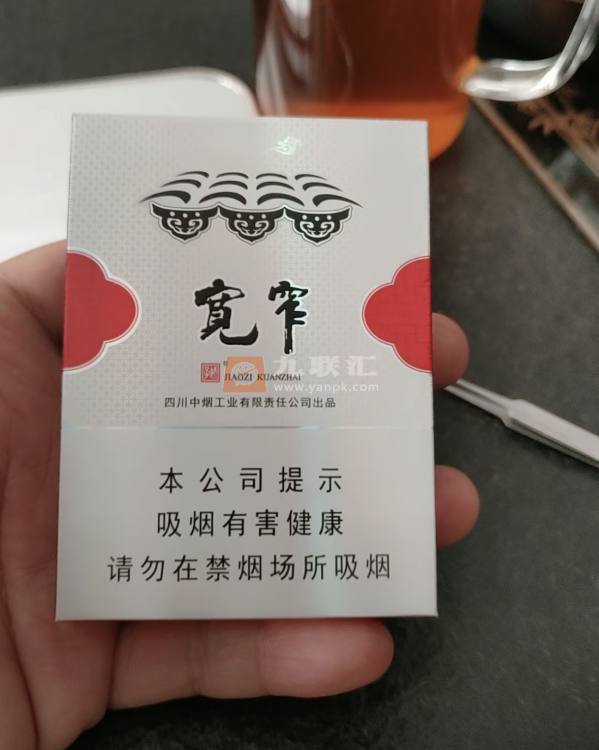 宽窄
JIAOZI KUANZHAI
九联汇
www.yanpk.com
四川中烟工业有限责任公司出品
本公司提示
吸烟有害健康
请勿在禁烟场所吸烟